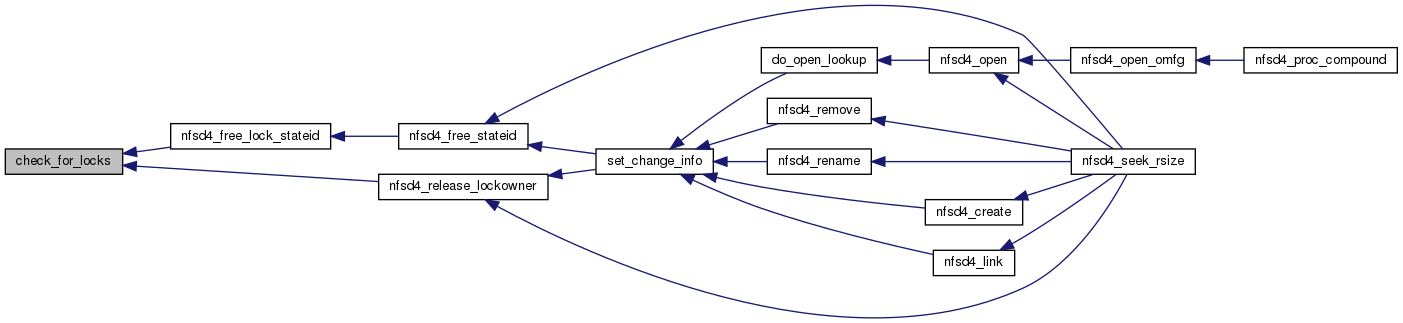 check_for_locks
nfsd4_free_lock_stateid
nfsd4_release_lockowner
nfsd4_free_stateid
set_change_info
do_open_lookup
nfsd4_remove
nfsd4_rename
nfsd4_create
nfsd4_link
nfsd4_open
nfsd4_open_omfg
nfsd4_seek_rsize
nfsd4_proc_compound